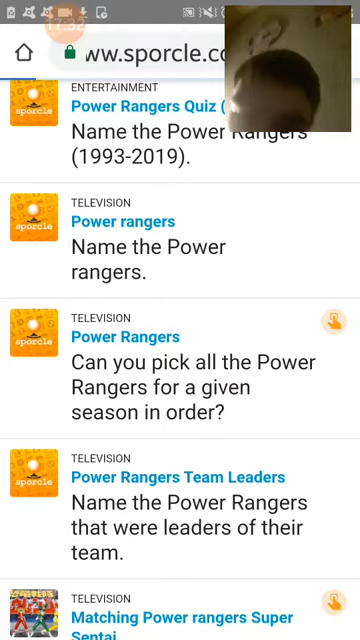 17:32
ww.sporcle.c
ENTERTAINMENT
Power Rangers Quiz (
Name the Power Rangers
(1993-2019).
sporcle
TELEVISION
Power rangers
Name the Power
rangers.
sporcle
TELEVISION
Power Rangers
Can you pick all the Power
Rangers for a given
season in order?
sporcle
TELEVISION
Power Rangers Team Leaders
Name the Power Rangers
that were leaders of their
team.
sporcle
TELEVISION
Matching Power rangers Super
Sentai